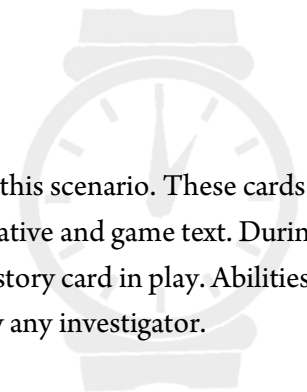 this scenario. These cards
ative and game text. Durin
story card in play. Abilities
y any investigator.